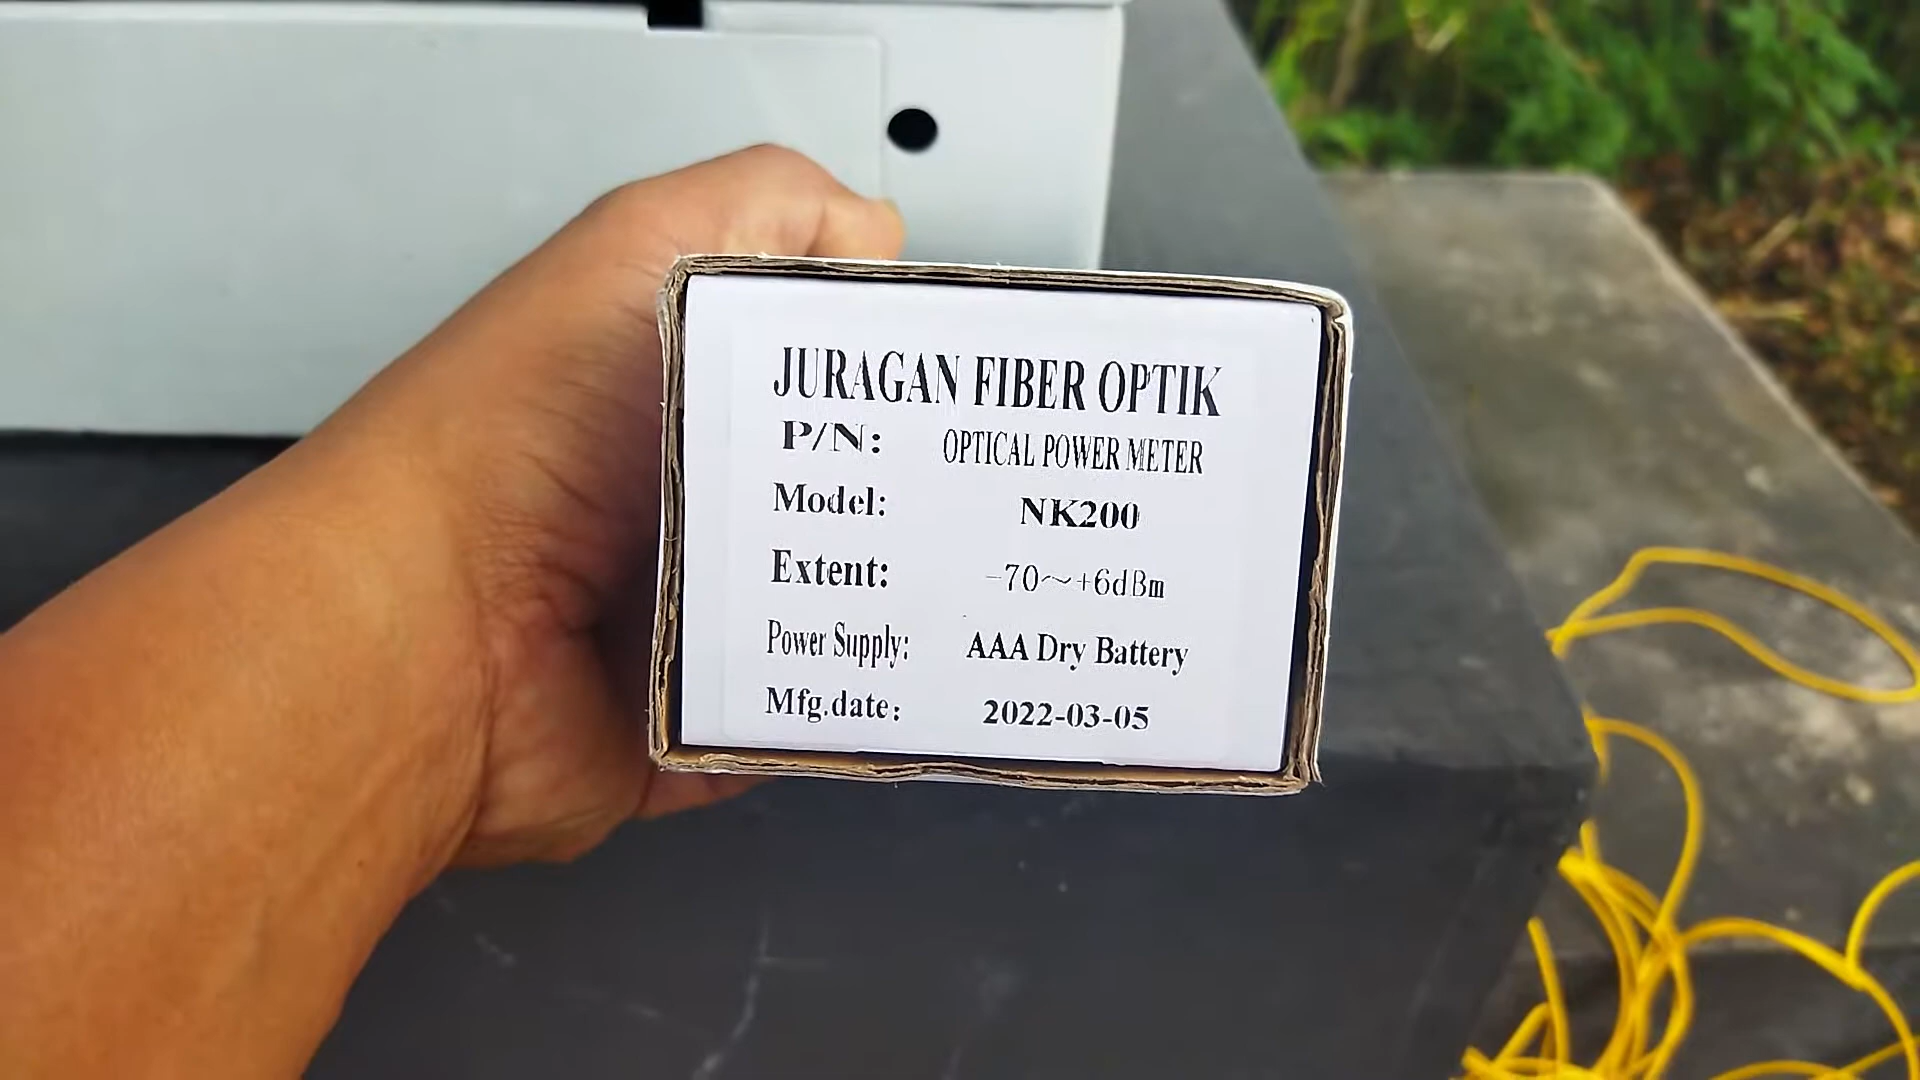 JURAGAN FIBER OPTIK
P/N: OPTICAL POWER METER
Model: NK200
Extent: -70~+6dBm
Power Supply: AAA Dry Battery
Mfg.date: 2022-03-05